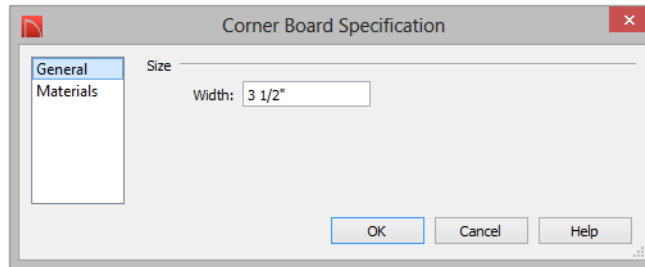 Corner Board Specification
General
Materials
Size
Width: 3 1/2"
OK Cancel Help